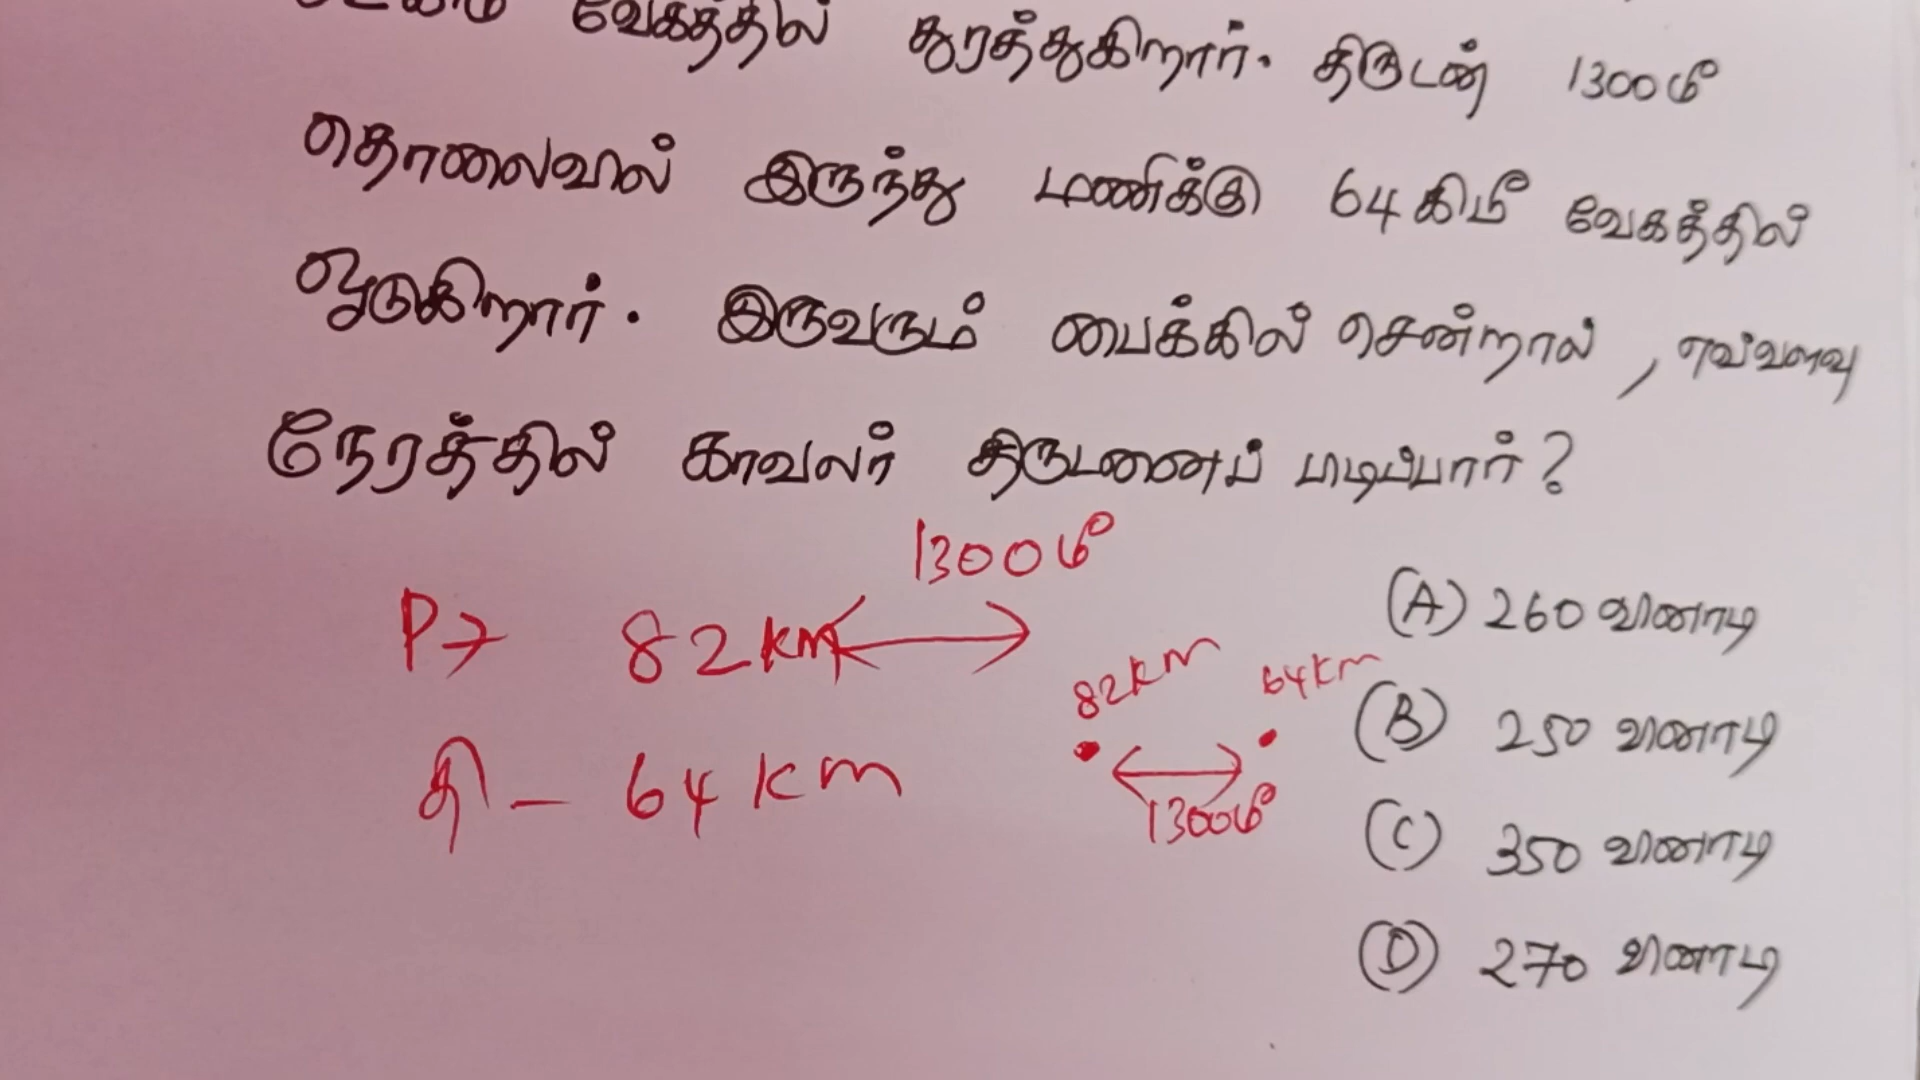 வேகத்தில் துரத்துகிறார். திருடன் 1300மீ
தொலைவில் இருந்து மணிக்கு 64கிமீ வேகத்தில்
ஓடுகிறார். இருவரும் பைக்கில் சென்றால், எவ்வளவு
நேரத்தில் காவலர் திருடனைப் பிடிப்பார்?
1300மீ
P→ 82km
தி - 64km
82km 64km
1300மீ
(A) 260 வினாடி
(B) 250 வினாடி
(C) 350 வினாடி
(D) 270 வினாடி